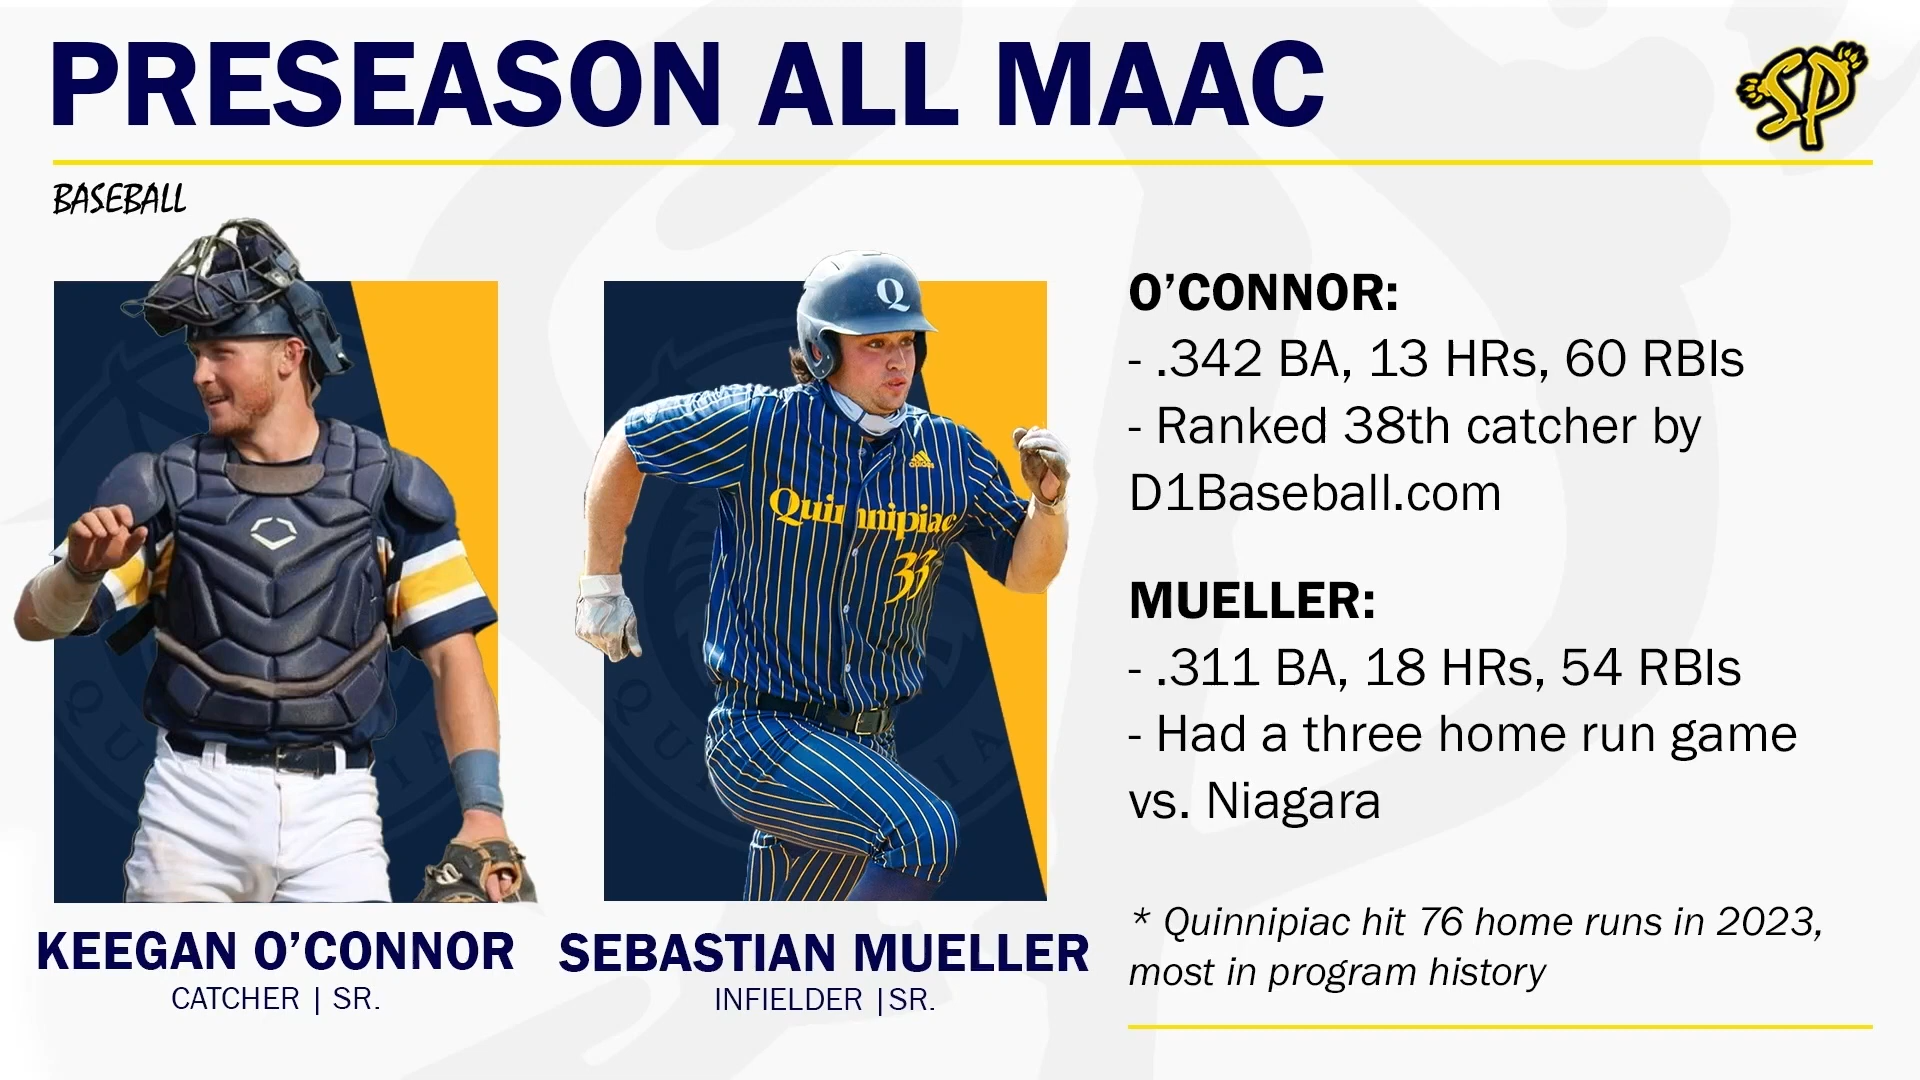 PRESEASON ALL MAAC
SP
BASEBALL
Q
adidas
Quinnipiac
33
KEEGAN O’CONNOR
CATCHER | SR.
SEBASTIAN MUELLER
INFIELDER |SR.
O’CONNOR:
- .342 BA, 13 HRs, 60 RBIs
- Ranked 38th catcher by
D1Baseball.com
MUELLER:
- .311 BA, 18 HRs, 54 RBIs
- Had a three home run game
vs. Niagara
* Quinnipiac hit 76 home runs in 2023,
most in program history